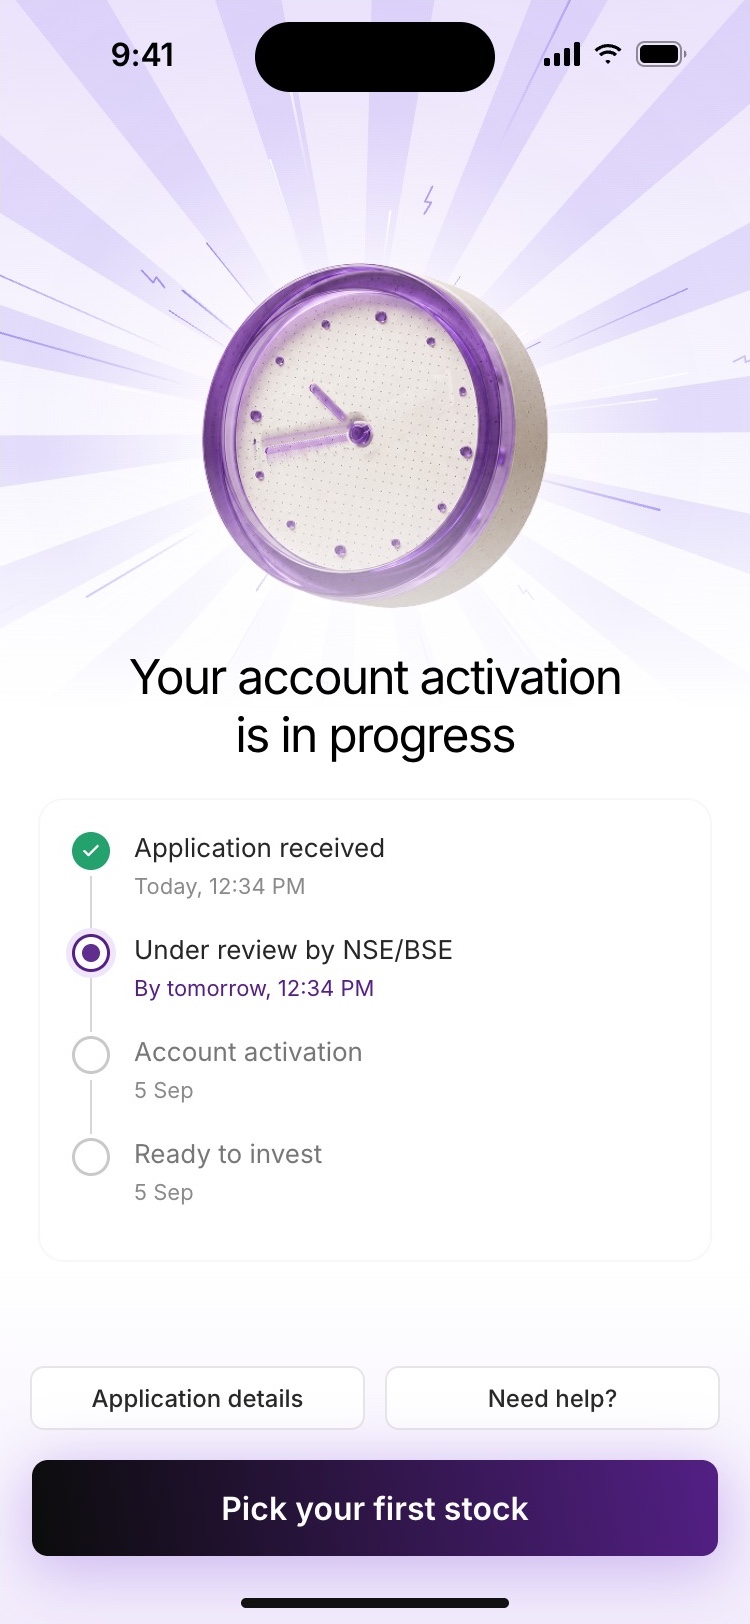 9:41
Your account activation
is in progress
Application received
Today, 12:34 PM
Under review by NSE/BSE
By tomorrow, 12:34 PM
Account activation
5 Sep
Ready to invest
5 Sep
Application details
Need help?
Pick your first stock